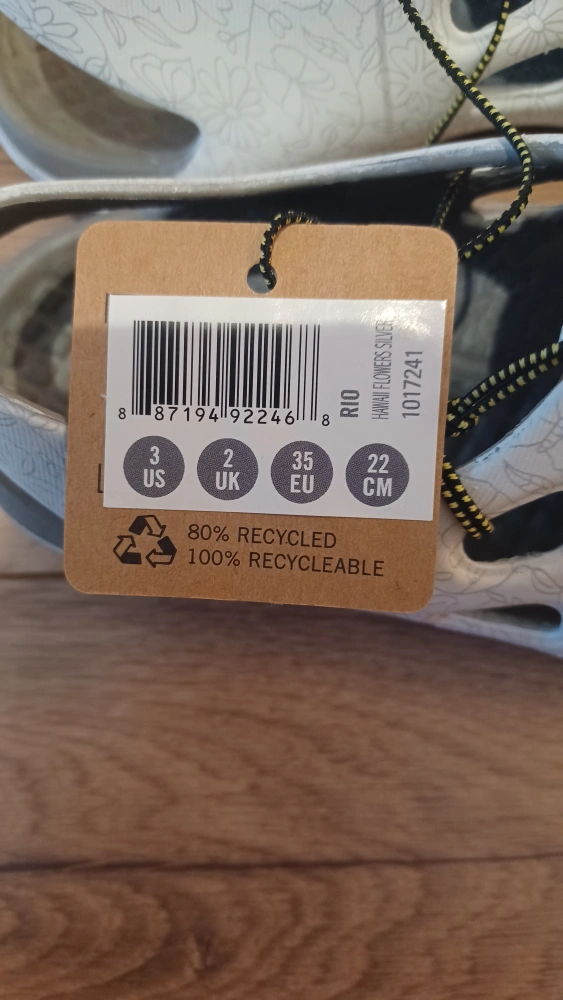 8 87194 92246 8
RIO
HAWAII FLOWERS SILVER
1017241
3 US
2 UK
35 EU
22 CM
80% RECYCLED
100% RECYCLEABLE